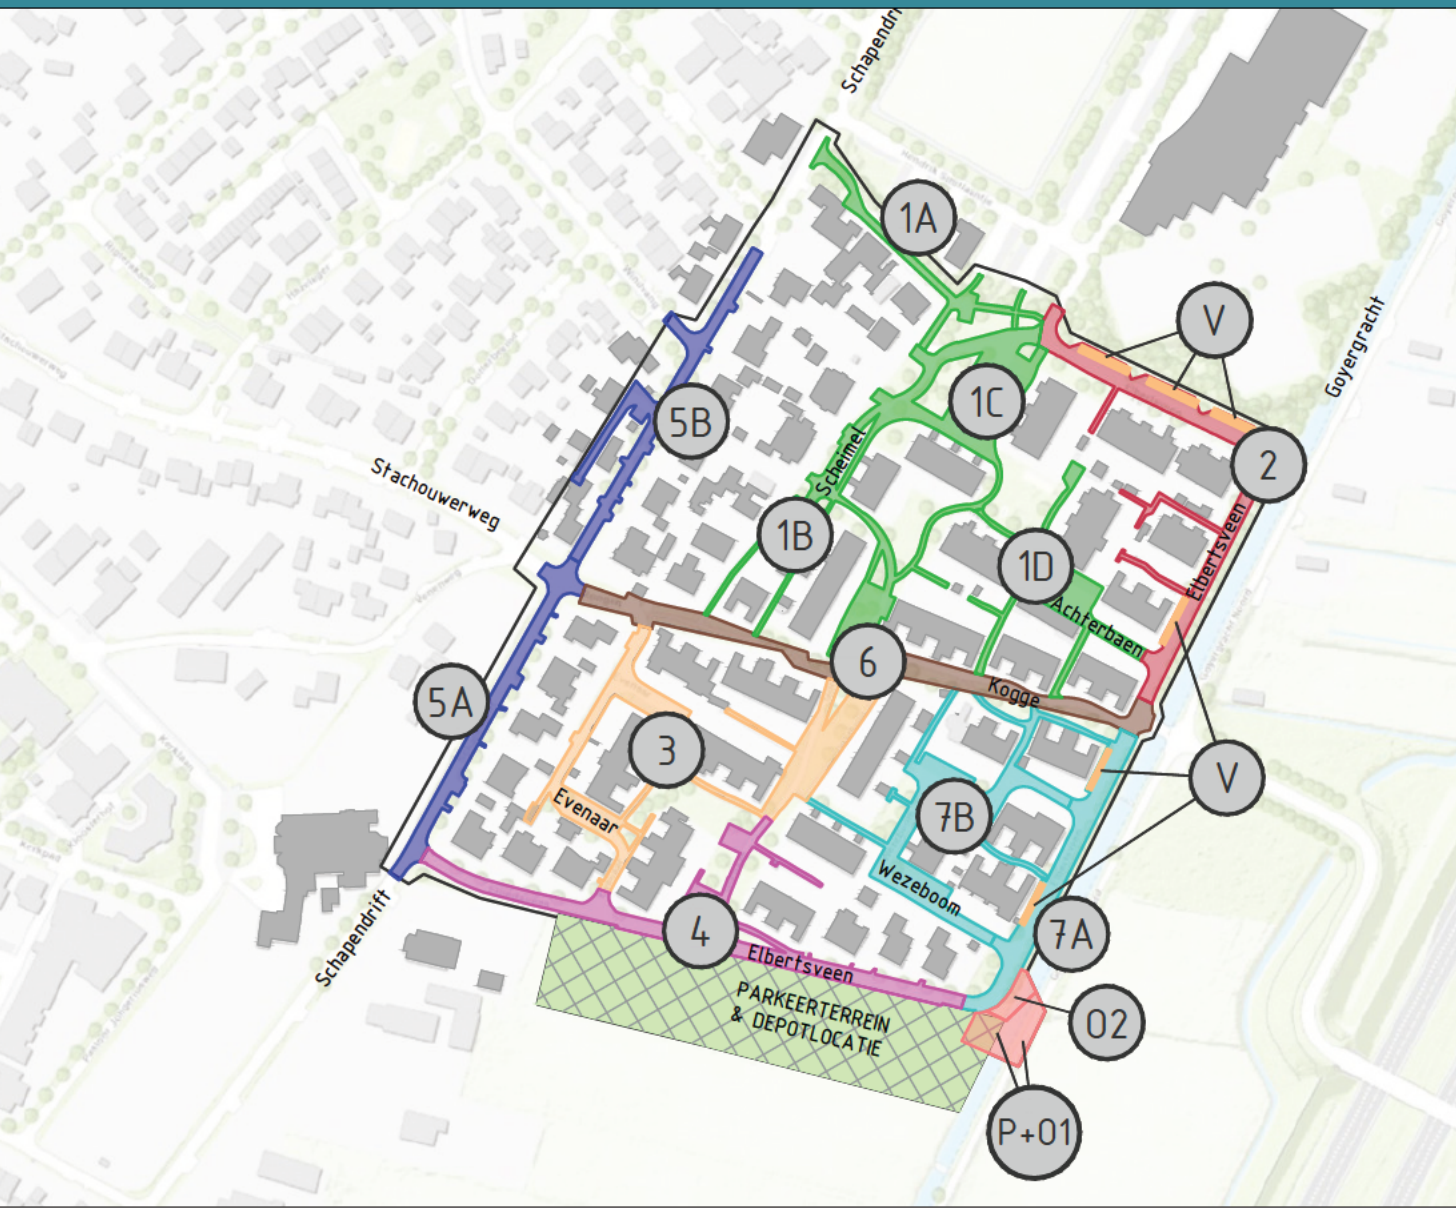 Schapendri
1A
V
Goyergracht
1C
5B
Scheimel
2
Stachouwerweg
1B
1D
Elbertsveen
Achterbaen
6
Kogge
5A
3
V
Evenaar
7B
Wezeboom
4
7A
Schapendrift
Elbertsveen
PARKEERTERREIN
& DEPOTLOCATIE
02
P+01